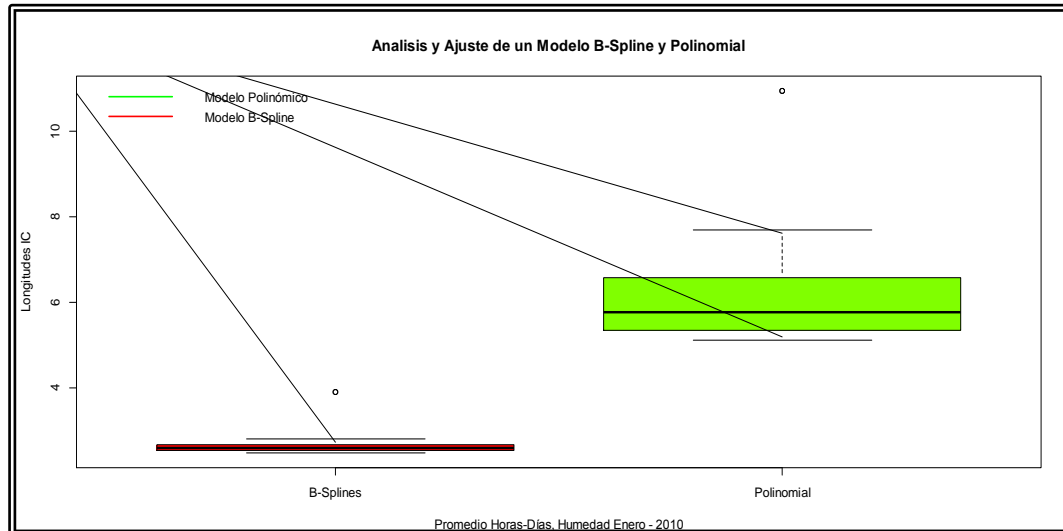 Analisis y Ajuste de un Modelo B-Spline y Polinomial
Modelo Polinómico
Modelo B-Spline
10
8
6
4
Longitudes IC
B-Splines
Polinomial
Promedio Horas-Días, Humedad Enero - 2010